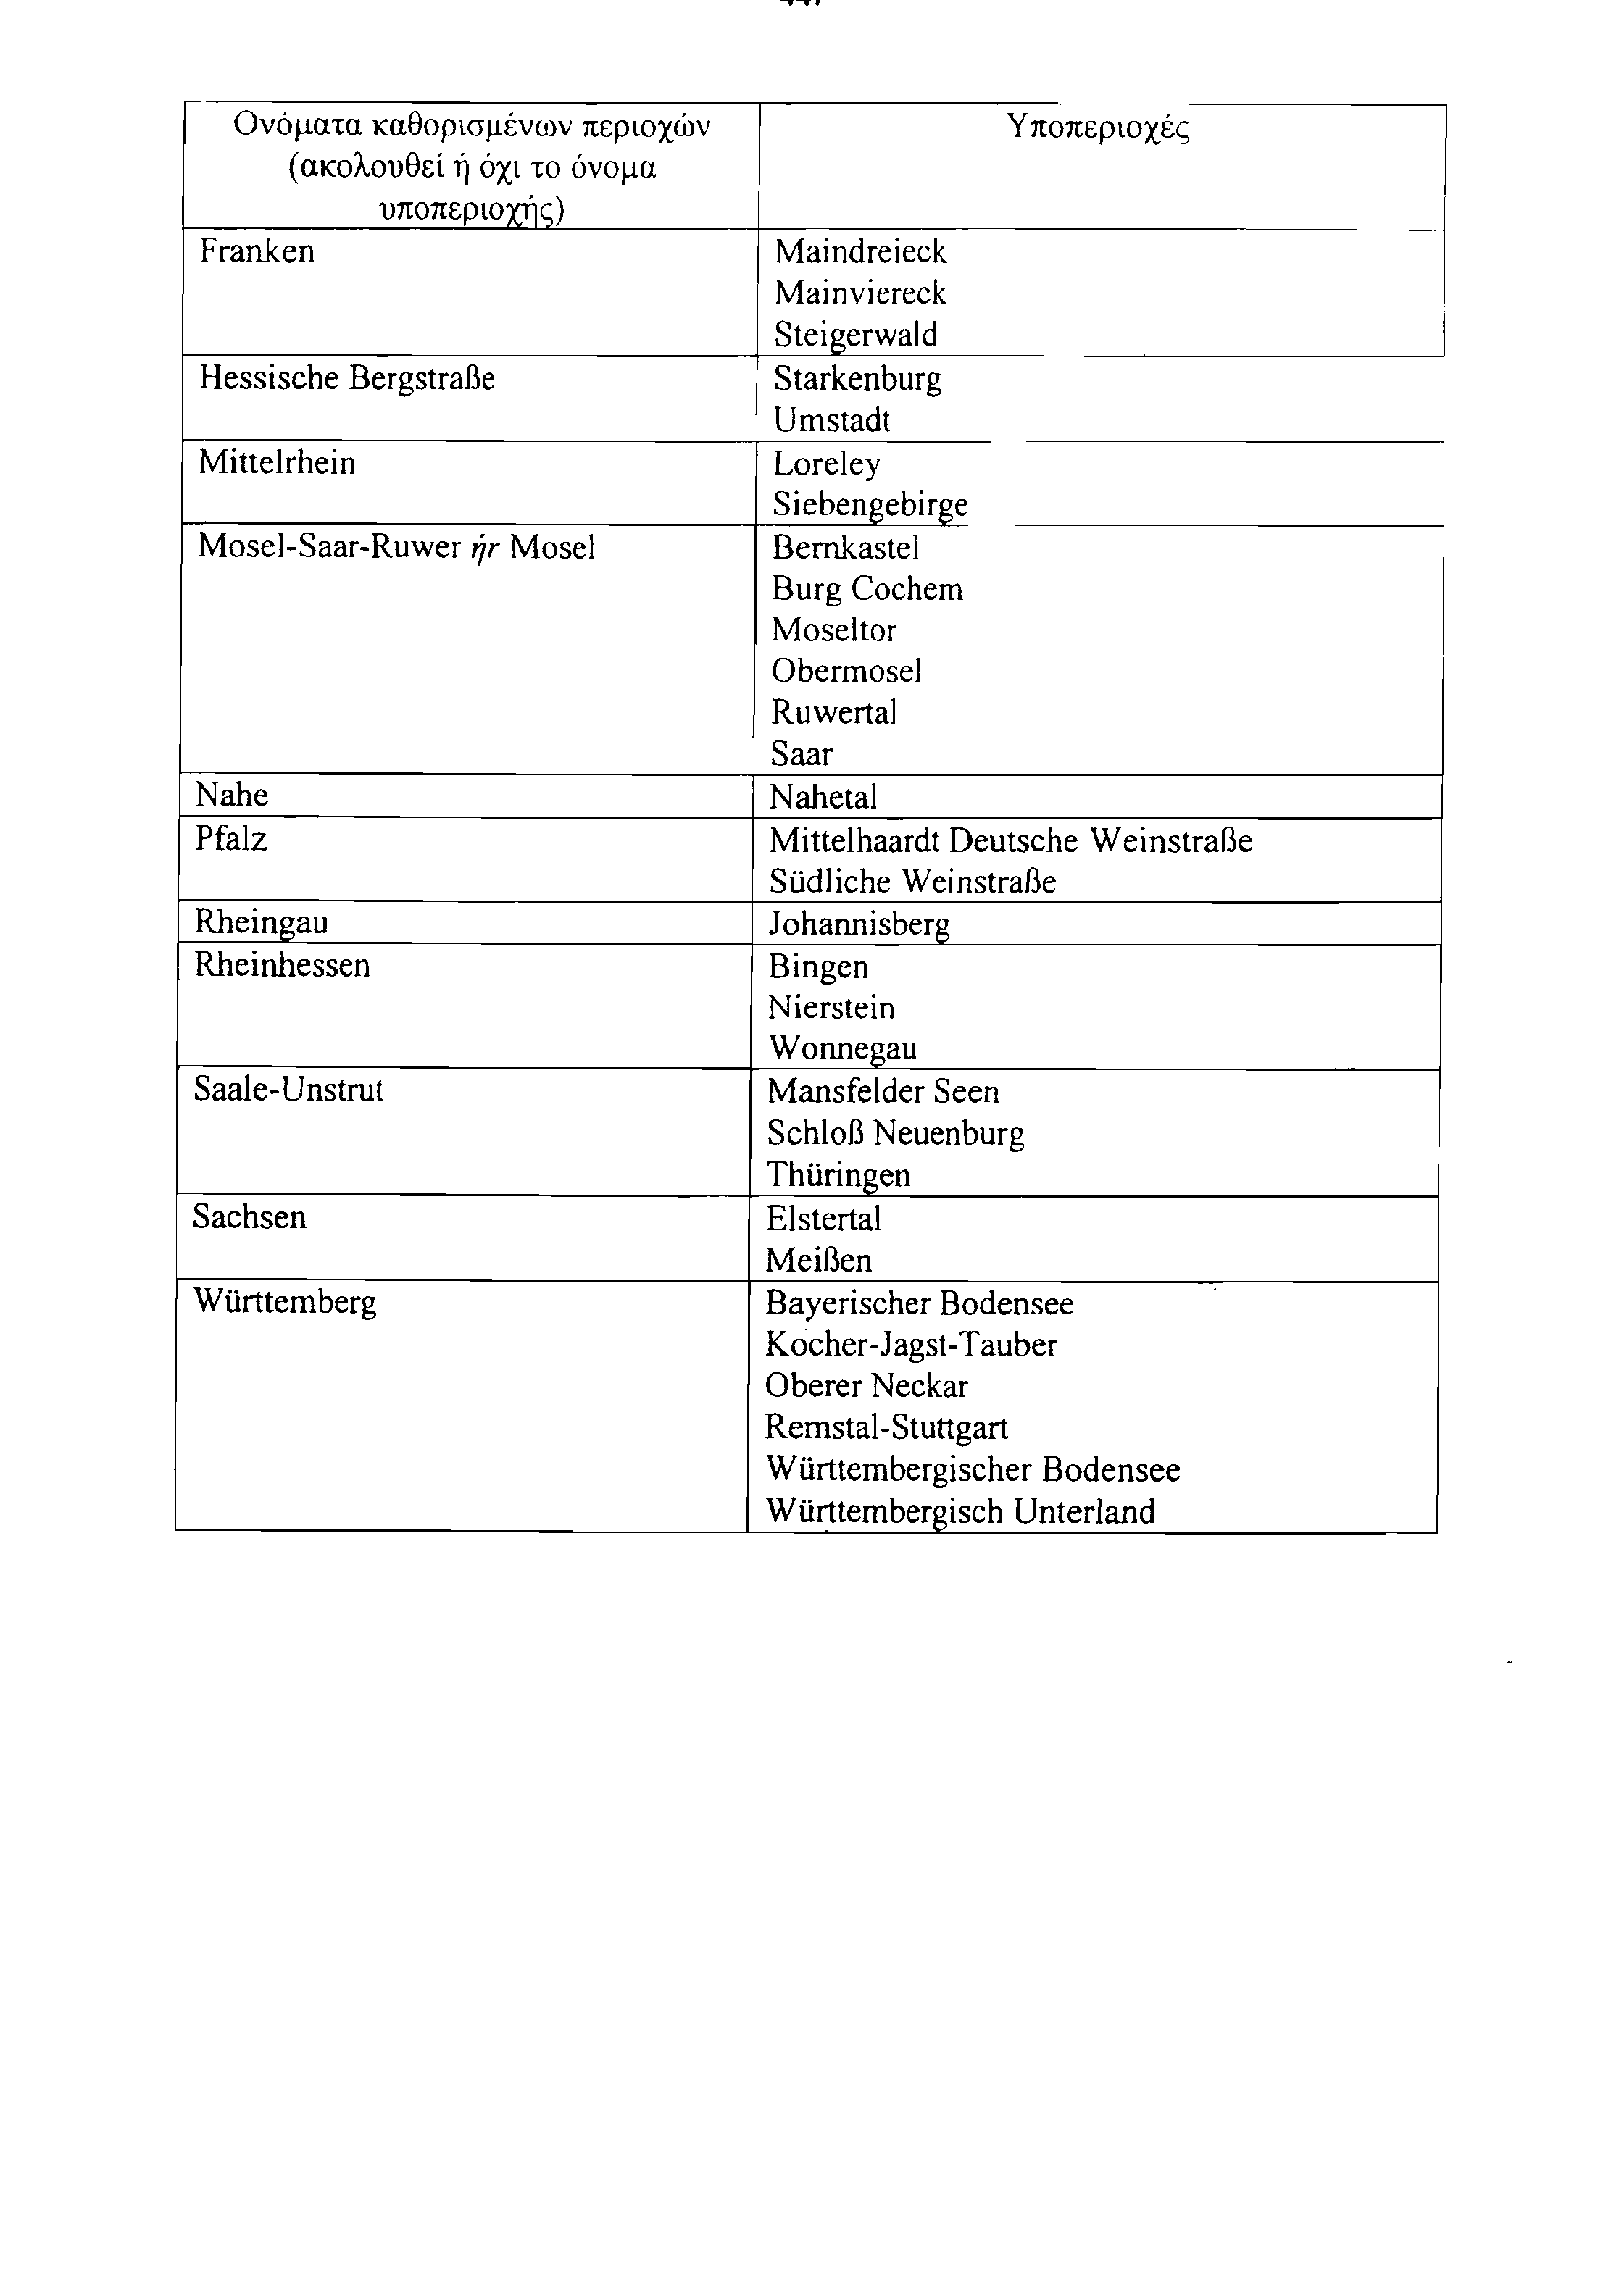 Ονόματα καθορισμένων περιοχών
(ακολουθεί ή όχι το όνομα
υποπεριοχής)
Υποπεριοχές
Franken
Maindreieck
Mainviereck
Steigerwald
Hessische Bergstraße
Starkenburg
Umstadt
Mittelrhein
Loreley
Siebengebirge
Mosel-Saar-Ruwer ήr Mosel
Bernkastel
Burg Cochem
Moseltor
Obermosel
Ruwertal
Saar
Nahe
Nahetal
Pfalz
Mittelhaardt Deutsche Weinstraße
Südliche Weinstraße
Rheingau
Johannisberg
Rheinhessen
Bingen
Nierstein
Wonnegau
Saale-Unstrut
Mansfelder Seen
Schloß Neuenburg
Thüringen
Sachsen
Elstertal
Meißen
Württemberg
Bayerischer Bodensee
Kocher-Jagst-Tauber
Oberer Neckar
Remstal-Stuttgart
Württembergischer Bodensee
Württembergisch Unterland